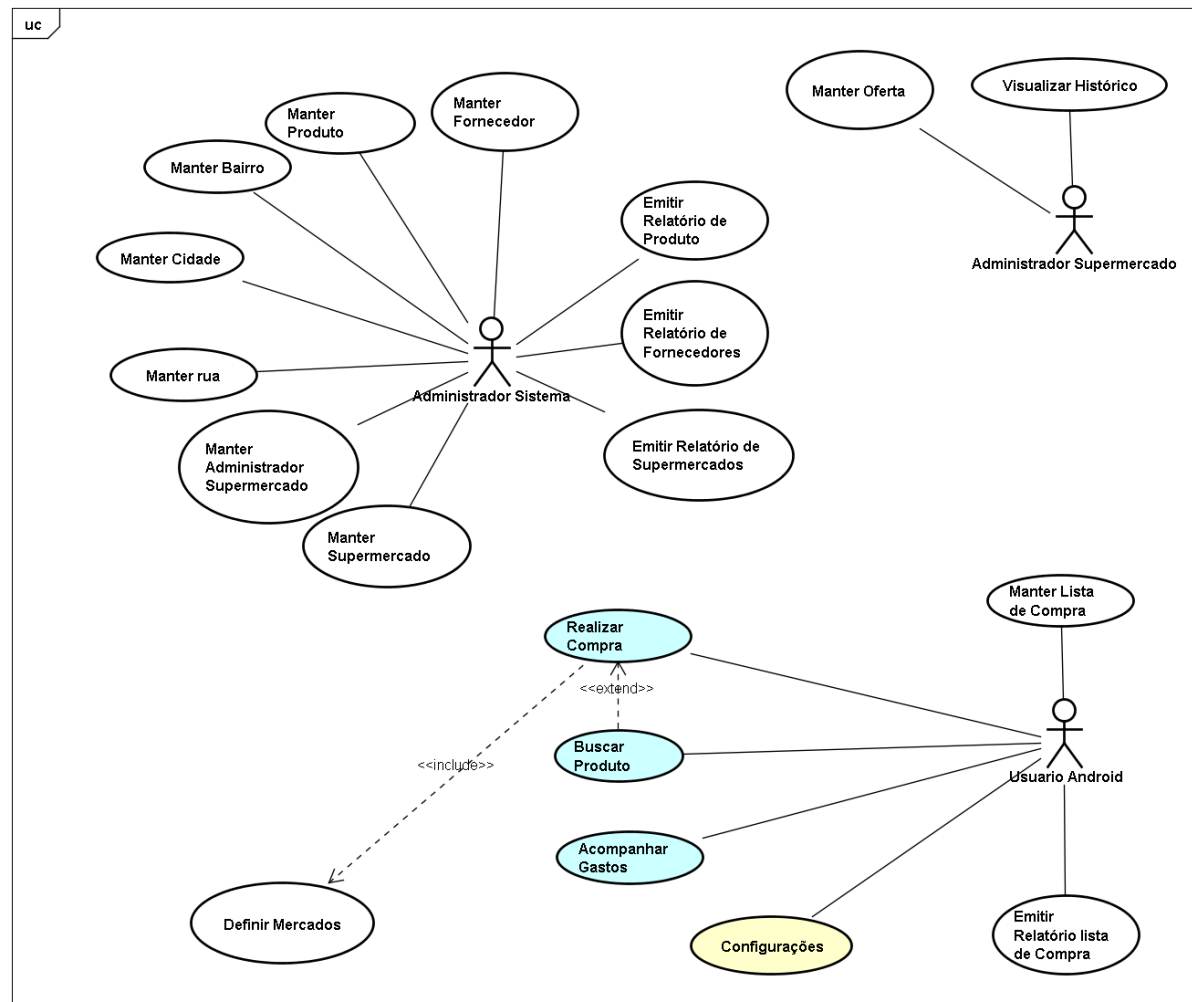 uc
Manter
Fornecedor
Manter Oferta
Visualizar Histórico
Manter
Produto
Manter Bairro
Emitir
Relatório de
Produto
Manter Cidade
Administrador Supermercado
Emitir
Relatório de
Fornecedores
Manter rua
Administrador Sistema
Manter
Administrador
Supermercado
Emitir Relatório de
Supermercados
Manter
Supermercado
Manter Lista
de Compra
Realizar
Compra
<<extend>>
Buscar
Produto
<<include>>
Usuario Android
Acompanhar
Gastos
Definir Mercados
Configurações
Emitir
Relatório lista
de Compra